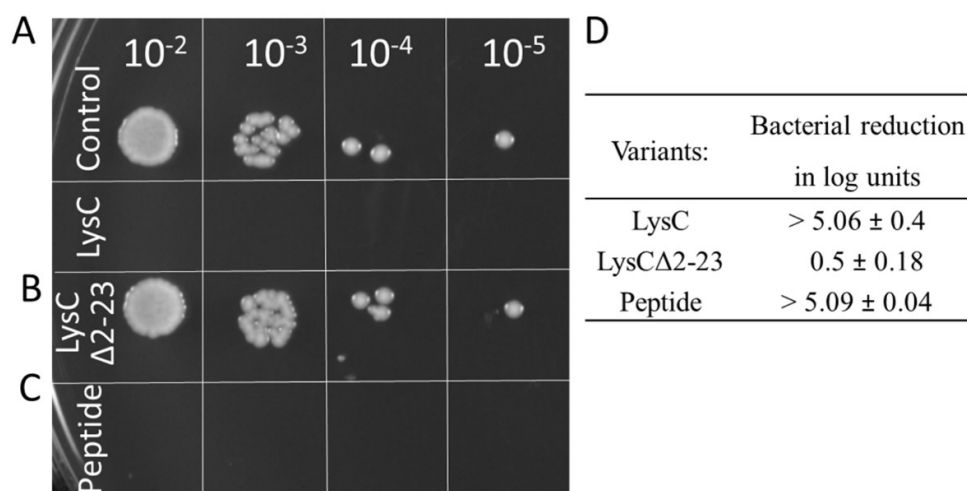 A
10⁻² 10⁻³ 10⁻⁴ 10⁻⁵
Control
LysC
B
LysC
Δ2-23
C
Peptide
D
Variants:
Bacterial reduction
in log units
LysC > 5.06 ± 0.4
LysCΔ2-23 0.5 ± 0.18
Peptide > 5.09 ± 0.04